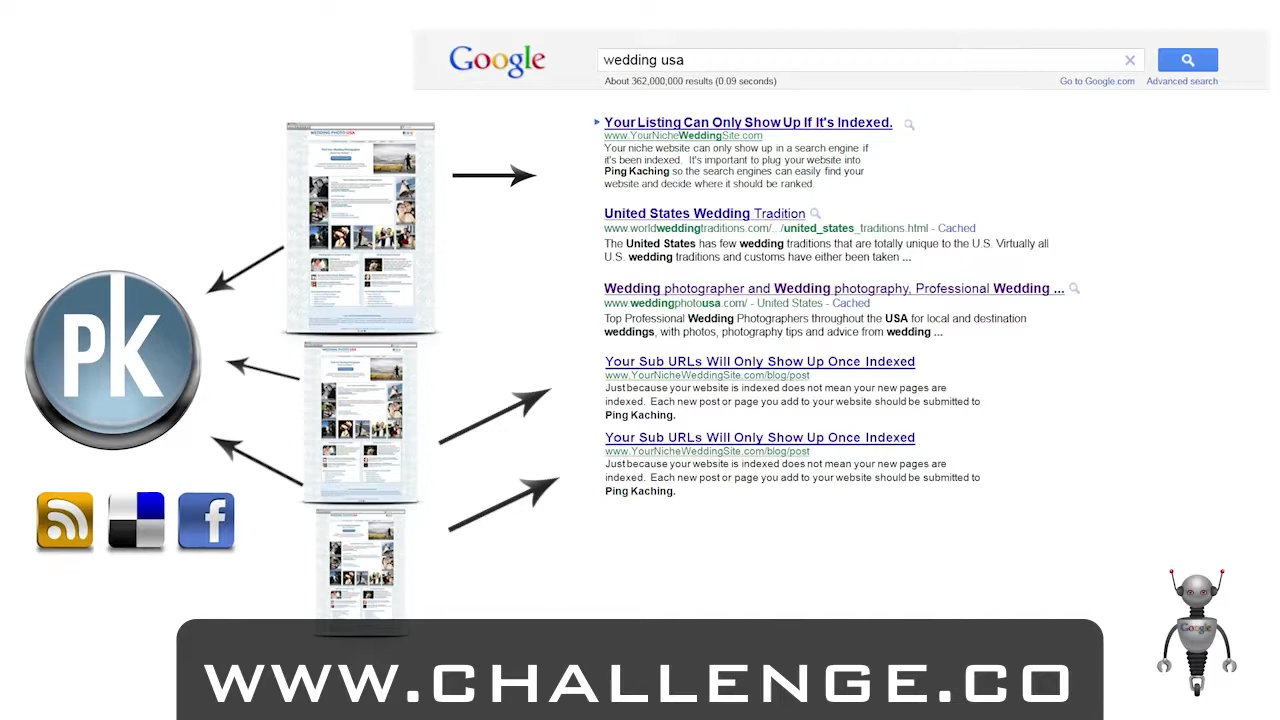 Google
wedding usa
About 362,000,000 results (0.09 seconds)
Go to Google.com Advanced search
Your Listing Can Only Show Up If It's Indexed.
www.YourNicheWeddingSite.com
Your niche website can only show up in a search engine if
it's been indexed. It's important to plug your website into
Ping Kaching so the search engines can easily find your
website and decide where it should be ranked.
United States Wedding Tradition
www.worldweddingtraditions.com/.../united_states_traditions.html - Cached
The United States has few wedding traditions that are totally unique to the U.S. Virtually all
U.S. wedding traditions and customs have either been taken ...
Wedding photographer and Wedding photography, Professional Wedding ...
www.weddingphotousa.com/ - United States - Cached
Top Professional Wedding Photographers throughout the USA for local and destination
weddings, with photos, photography tips and advice from wedding ...
Your Sub URLs Will Only Show Up Once Indexed
www.YourNicheWeddingSite.com/blog/post
Just because your website is indexed does not mean your new pages are
indexed. Each new post or page you add to your website should be submitted to
Ping Kaching.
Your Sub URLs Will Only Show Up Once Indexed
www.YourNicheWeddingSite.com/blog/post
Just because your website is indexed does not mean your new pages are
indexed. Each new post or page you add to your website should be submitted to
Ping Kaching.
WEDDING PHOTO USA
PK
f
Google
WWW.CHALLENGE.CO